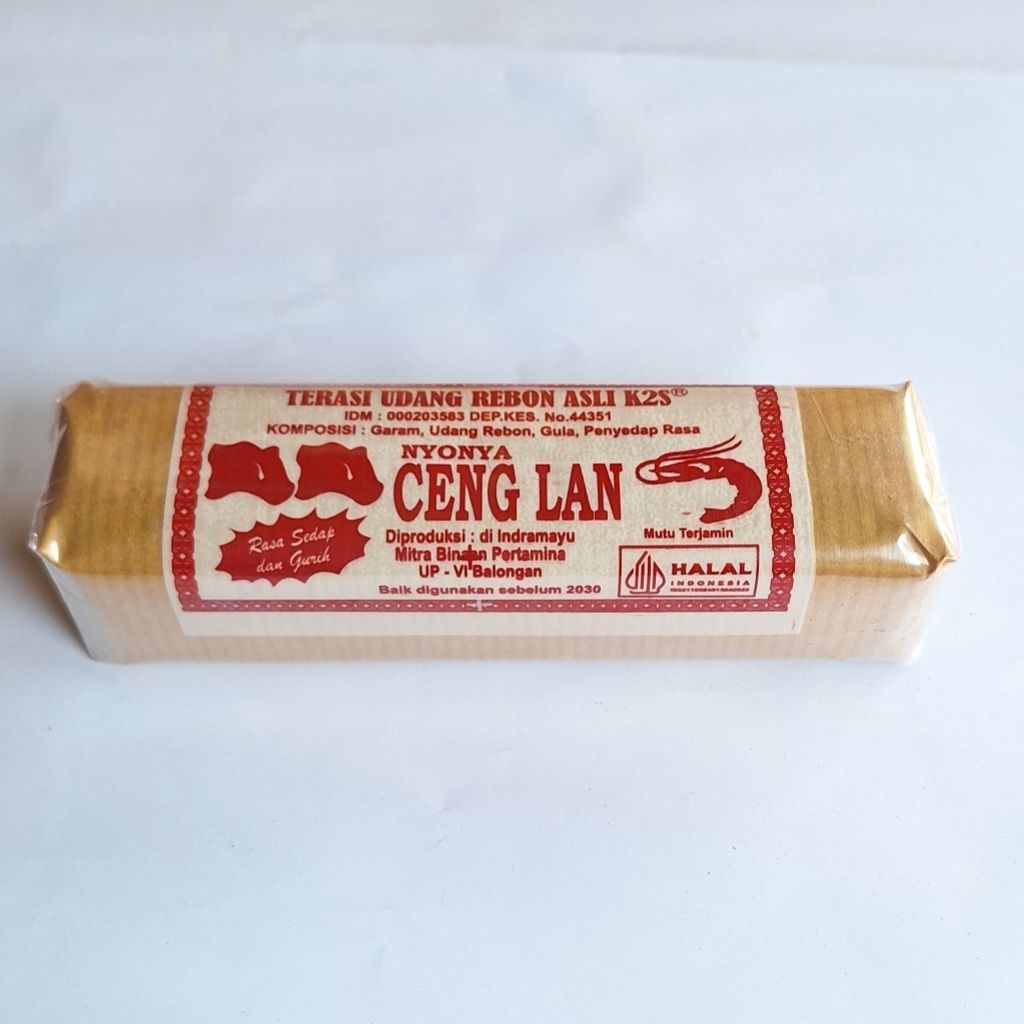 TERASI UDANG REBON ASLI K2S®
IDM : 000203583 DEP.KES. No.44351
KOMPOSISI : Garam, Udang Rebon, Gula, Penyedap Rasa
NYONYA
CENG LAN
Rasa Sedap
dan Gurih
Diproduksi : di Indramayu
Mitra Binaan Pertamina
UP - VI Balongan
Baik digunakan sebelum 2030
Mutu Terjamin
HALAL
INDONESIA